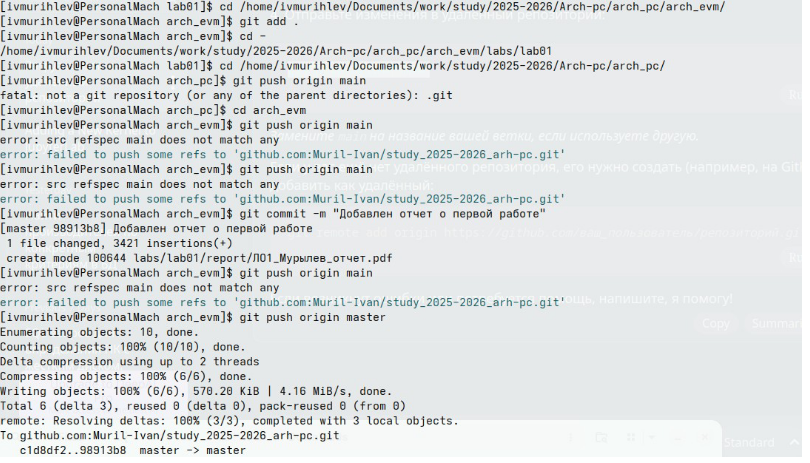 [ivmurihlev@PersonalMach lab01]$ cd /home/ivmurihlev/Documents/work/study/2025-2026/Arch-pc/arch_pc/arch_evm/
[ivmurihlev@PersonalMach arch_evm]$ git add .
[ivmurihlev@PersonalMach arch_evm]$ cd -
/home/ivmurihlev/Documents/work/study/2025-2026/Arch-pc/arch_pc/arch_evm/labs/lab01
[ivmurihlev@PersonalMach lab01]$ cd /home/ivmurihlev/Documents/work/study/2025-2026/Arch-pc/arch_pc/
[ivmurihlev@PersonalMach arch_pc]$ git push origin main
fatal: not a git repository (or any of the parent directories): .git
[ivmurihlev@PersonalMach arch_pc]$ cd arch_evm
[ivmurihlev@PersonalMach arch_evm]$ git push origin main
error: src refspec main does not match any
error: failed to push some refs to 'github.com:Muril-Ivan/study_2025-2026_arh-pc.git'
[ivmurihlev@PersonalMach arch_evm]$ git push origin main
error: src refspec main does not match any
error: failed to push some refs to 'github.com:Muril-Ivan/study_2025-2026_arh-pc.git'
[ivmurihlev@PersonalMach arch_evm]$ git commit -m "Добавлен отчет о первой работе"
[master 98913b8] Добавлен отчет о первой работе
1 file changed, 3421 insertions(+)
create mode 100644 labs/lab01/report/ЛО1_Мурылев_отчет.pdf
[ivmurihlev@PersonalMach arch_evm]$ git push origin main
error: src refspec main does not match any
error: failed to push some refs to 'github.com:Muril-Ivan/study_2025-2026_arh-pc.git'
[ivmurihlev@PersonalMach arch_evm]$ git push origin master
Enumerating objects: 10, done.
Counting objects: 100% (10/10), done.
Delta compression using up to 2 threads
Compressing objects: 100% (6/6), done.
Writing objects: 100% (6/6), 570.20 KiB | 4.16 MiB/s, done.
Total 6 (delta 3), reused 0 (delta 0), pack-reused 0 (from 0)
remote: Resolving deltas: 100% (3/3), completed with 3 local objects.
To github.com:Muril-Ivan/study_2025-2026_arh-pc.git
c1d8df2..98913b8  master -> master
Copy
Standard